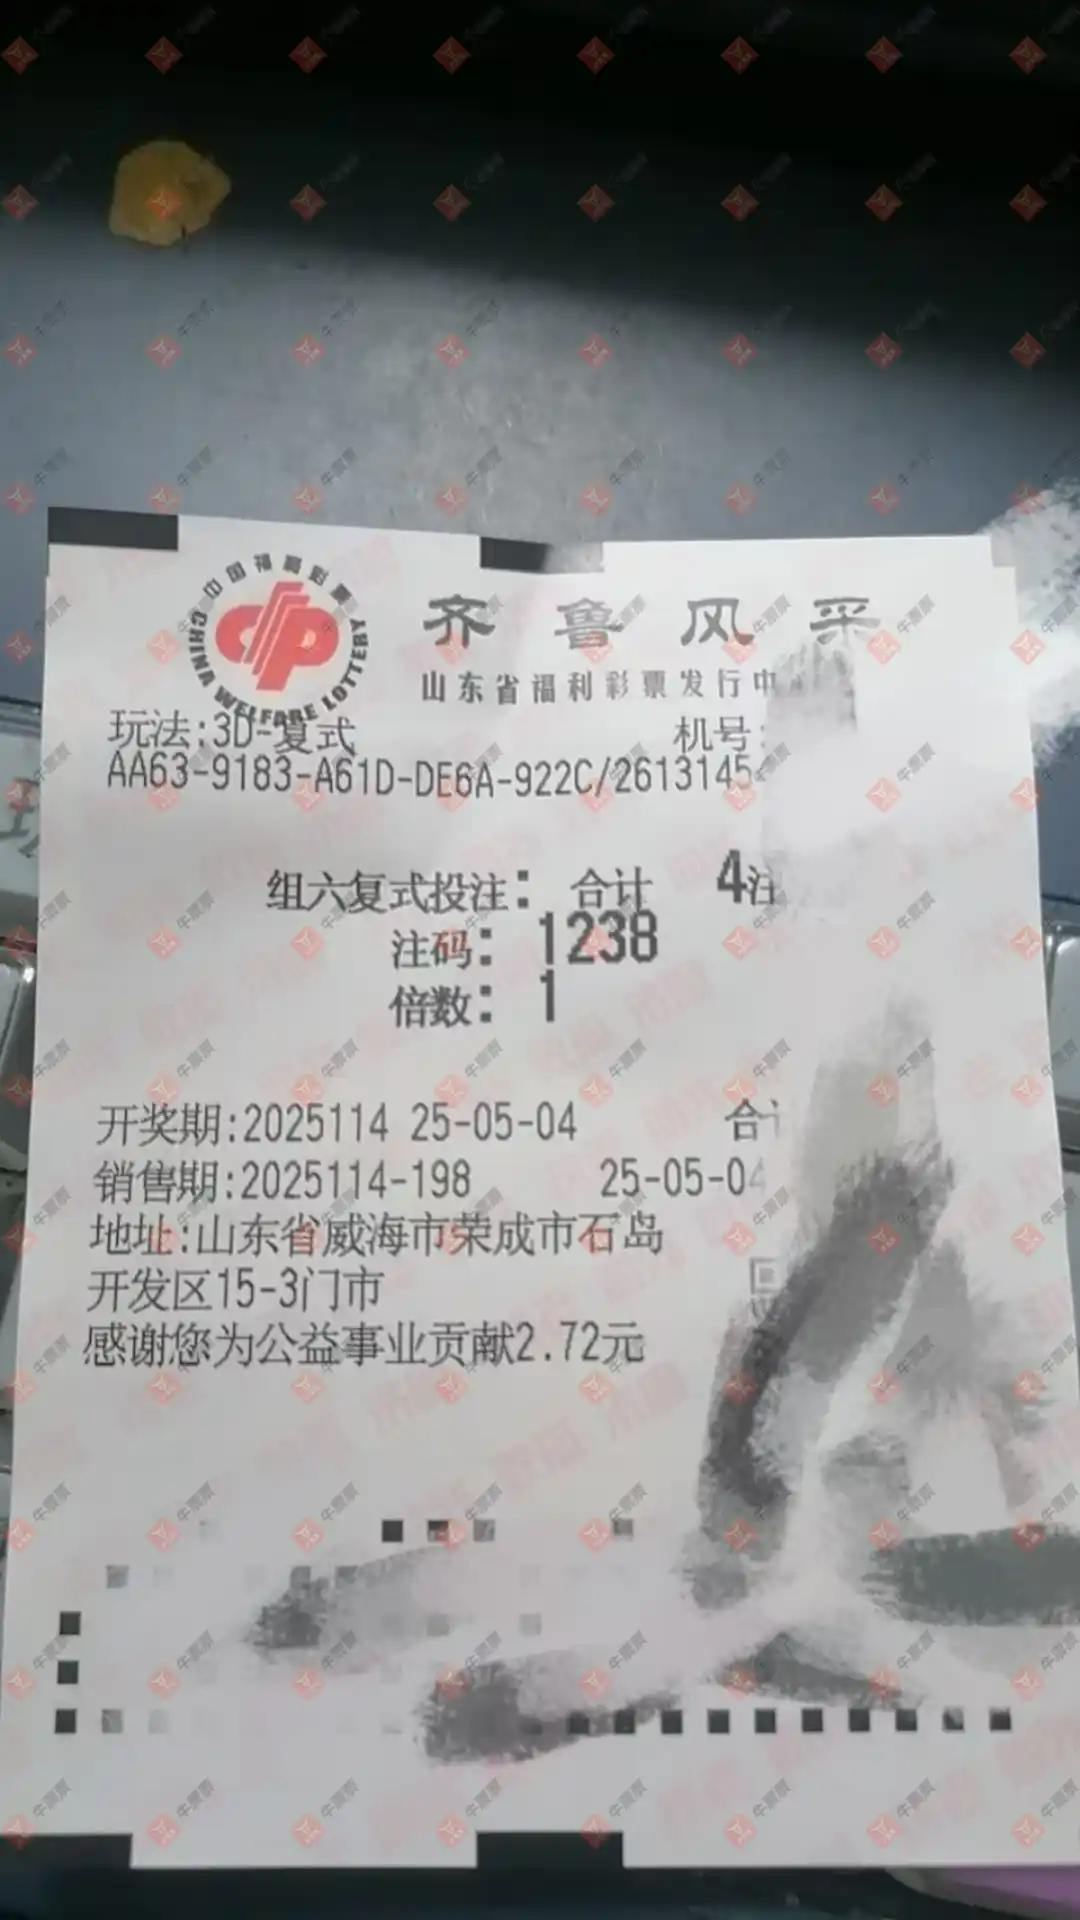 中国福利彩票
CHINA WELFARE LOTTERY
齐鲁风采
山东省福利彩票发行中
玩法:3D-复式 机号:
AA63-9183-A61D-DE6A-922C/2613145
组六复式投注: 合计 4注
注码: 1238
倍数: 1
开奖期:2025114 25-05-04 合计
销售期:2025114-198 25-05-04
地址:山东省威海市荣成市石岛
开发区15-3门市
感谢您为公益事业贡献2.72元
牛票票